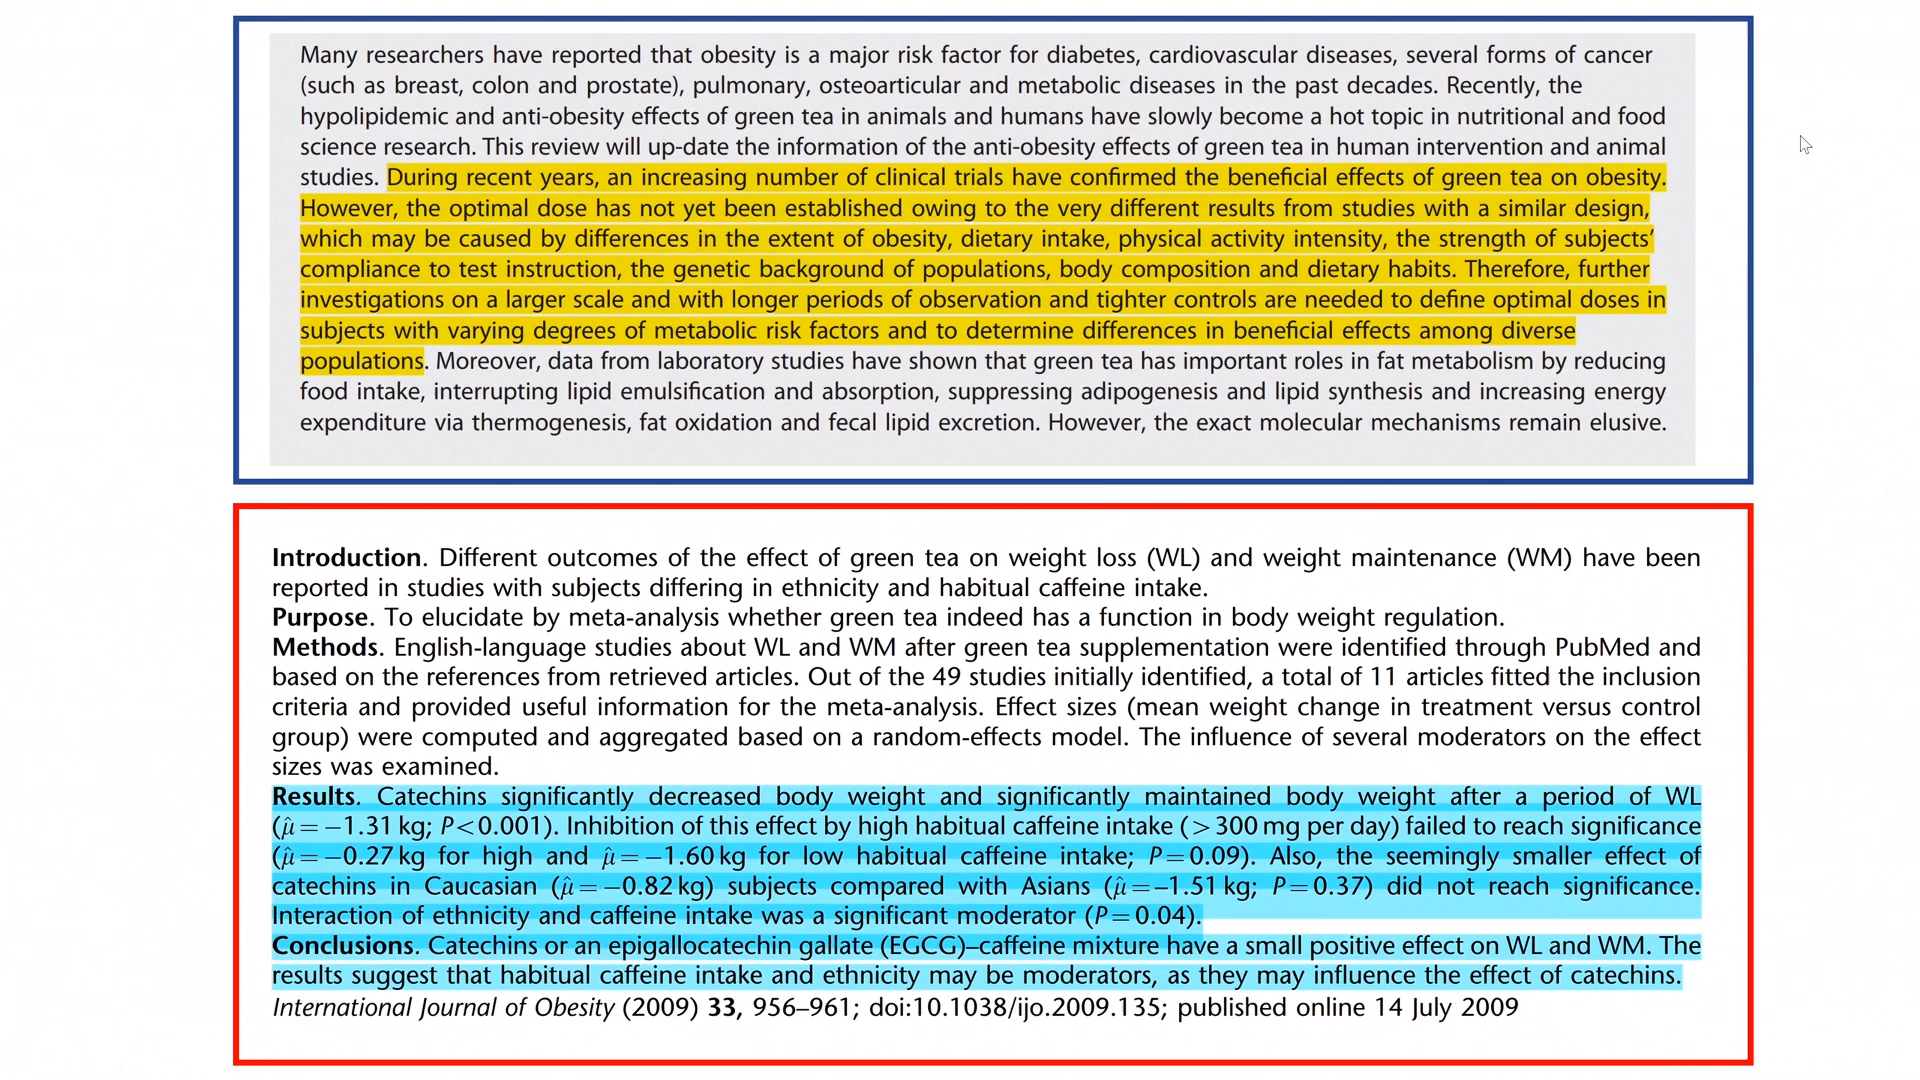 Many researchers have reported that obesity is a major risk factor for diabetes, cardiovascular diseases, several forms of cancer
(such as breast, colon and prostate), pulmonary, osteoarticular and metabolic diseases in the past decades. Recently, the
hypolipidemic and anti-obesity effects of green tea in animals and humans have slowly become a hot topic in nutritional and food
science research. This review will up-date the information of the anti-obesity effects of green tea in human intervention and animal
studies. During recent years, an increasing number of clinical trials have confirmed the beneficial effects of green tea on obesity.
However, the optimal dose has not yet been established owing to the very different results from studies with a similar design,
which may be caused by differences in the extent of obesity, dietary intake, physical activity intensity, the strength of subjects’
compliance to test instruction, the genetic background of populations, body composition and dietary habits. Therefore, further
investigations on a larger scale and with longer periods of observation and tighter controls are needed to define optimal doses in
subjects with varying degrees of metabolic risk factors and to determine differences in beneficial effects among diverse
populations. Moreover, data from laboratory studies have shown that green tea has important roles in fat metabolism by reducing
food intake, interrupting lipid emulsification and absorption, suppressing adipogenesis and lipid synthesis and increasing energy
expenditure via thermogenesis, fat oxidation and fecal lipid excretion. However, the exact molecular mechanisms remain elusive.
Introduction. Different outcomes of the effect of green tea on weight loss (WL) and weight maintenance (WM) have been
reported in studies with subjects differing in ethnicity and habitual caffeine intake.
Purpose. To elucidate by meta-analysis whether green tea indeed has a function in body weight regulation.
Methods. English-language studies about WL and WM after green tea supplementation were identified through PubMed and
based on the references from retrieved articles. Out of the 49 studies initially identified, a total of 11 articles fitted the inclusion
criteria and provided useful information for the meta-analysis. Effect sizes (mean weight change in treatment versus control
group) were computed and aggregated based on a random-effects model. The influence of several moderators on the effect
sizes was examined.
Results. Catechins significantly decreased body weight and significantly maintained body weight after a period of WL
(μ̂=−1.31 kg; P<0.001). Inhibition of this effect by high habitual caffeine intake (>300 mg per day) failed to reach significance
(μ̂=−0.27 kg for high and μ̂=−1.60 kg for low habitual caffeine intake; P=0.09). Also, the seemingly smaller effect of
catechins in Caucasian (μ̂=−0.82 kg) subjects compared with Asians (μ̂=–1.51 kg; P=0.37) did not reach significance.
Interaction of ethnicity and caffeine intake was a significant moderator (P=0.04).
Conclusions. Catechins or an epigallocatechin gallate (EGCG)–caffeine mixture have a small positive effect on WL and WM. The
results suggest that habitual caffeine intake and ethnicity may be moderators, as they may influence the effect of catechins.
International Journal of Obesity (2009) 33, 956–961; doi:10.1038/ijo.2009.135; published online 14 July 2009